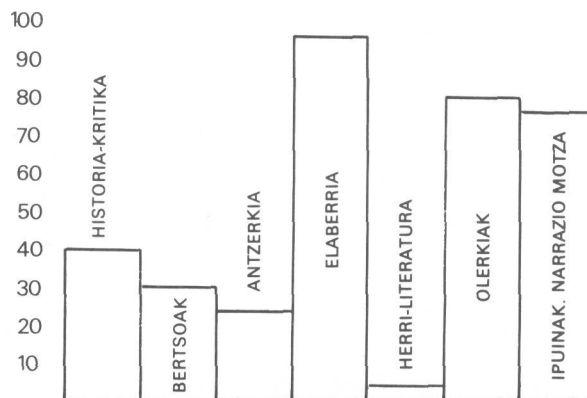 100
90
80
70
60
50
40
30
20
10
HISTORIA-KRITIKA
BERTSOAK
ANTZERKIA
ELABERRIA
HERRI-LITERATURA
OLERKIAK
IPUINAK. NARRAZIO MOTZA